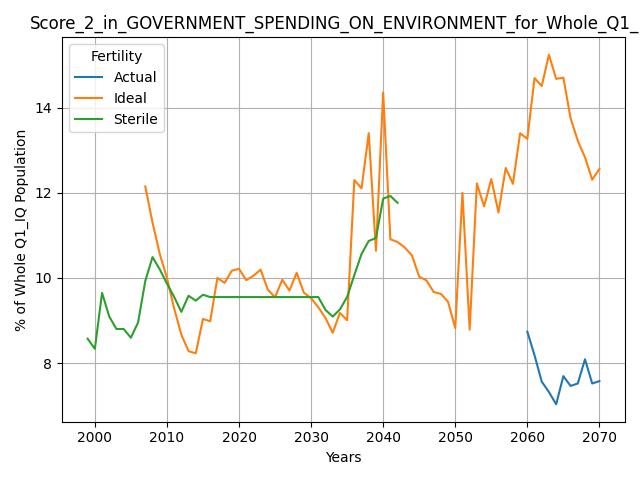 Score_2_in_GOVERNMENT_SPENDING_ON_ENVIRONMENT_for_Whole_Q1_
Fertility
Actual
Ideal
Sterile
14
12
10
8
% of Whole Q1_IQ Population
2000 2010 2020 2030 2040 2050 2060 2070
Years